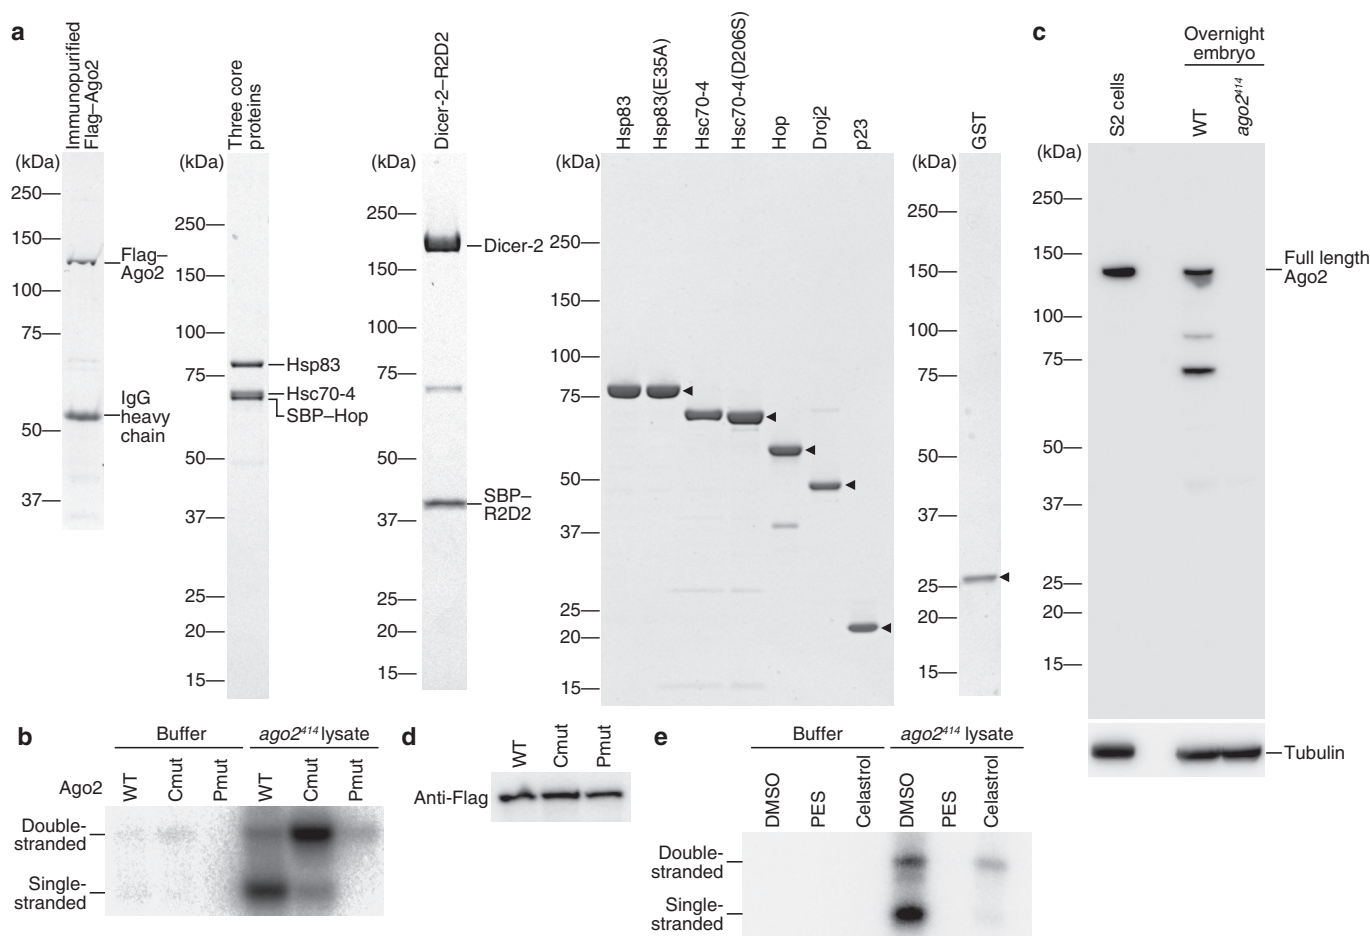 a
Immunopurified
Flag–Ago2
(kDa)
250
150
100
75
50
37
Flag–
Ago2
IgG
heavy
chain
Three core
proteins
(kDa)
250
150
100
75
50
37
25
20
15
Hsp83
Hsc70-4
SBP–Hop
Dicer-2–R2D2
(kDa)
250
150
100
75
50
37
25
20
15
Dicer-2
SBP–
R2D2
Hsp83
Hsp83(E35A)
Hsc70-4
Hsc70-4(D206S)
Hop
Droj2
p23
(kDa)
250
150
100
75
50
37
25
20
15
GST
(kDa)
250
150
100
75
50
37
25
20
15
c
Overnight
embryo
S2 cells
WT
ago2⁴¹⁴
(kDa)
250
150
100
75
50
37
25
20
15
Full length
Ago2
Tubulin
b
Buffer
ago2⁴¹⁴ lysate
Ago2
WT
Cmut
Pmut
WT
Cmut
Pmut
Double-
stranded
Single-
stranded
d
WT
Cmut
Pmut
Anti-Flag
e
Buffer
ago2⁴¹⁴ lysate
DMSO
PES
Celastrol
DMSO
PES
Celastrol
Double-
stranded
Single-
stranded